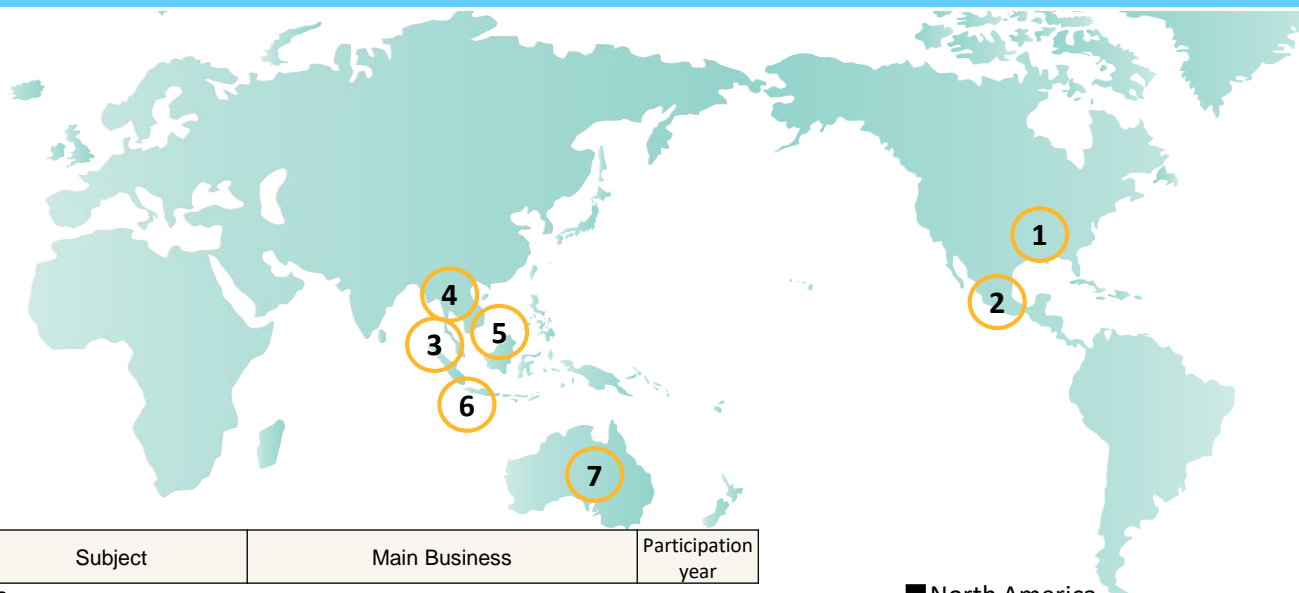 1
2
4
5
3
6
7
Subject
Main Business
Participation
year
North America